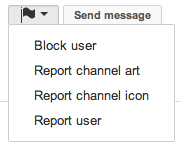 Send message
Block user
Report channel art
Report channel icon
Report user